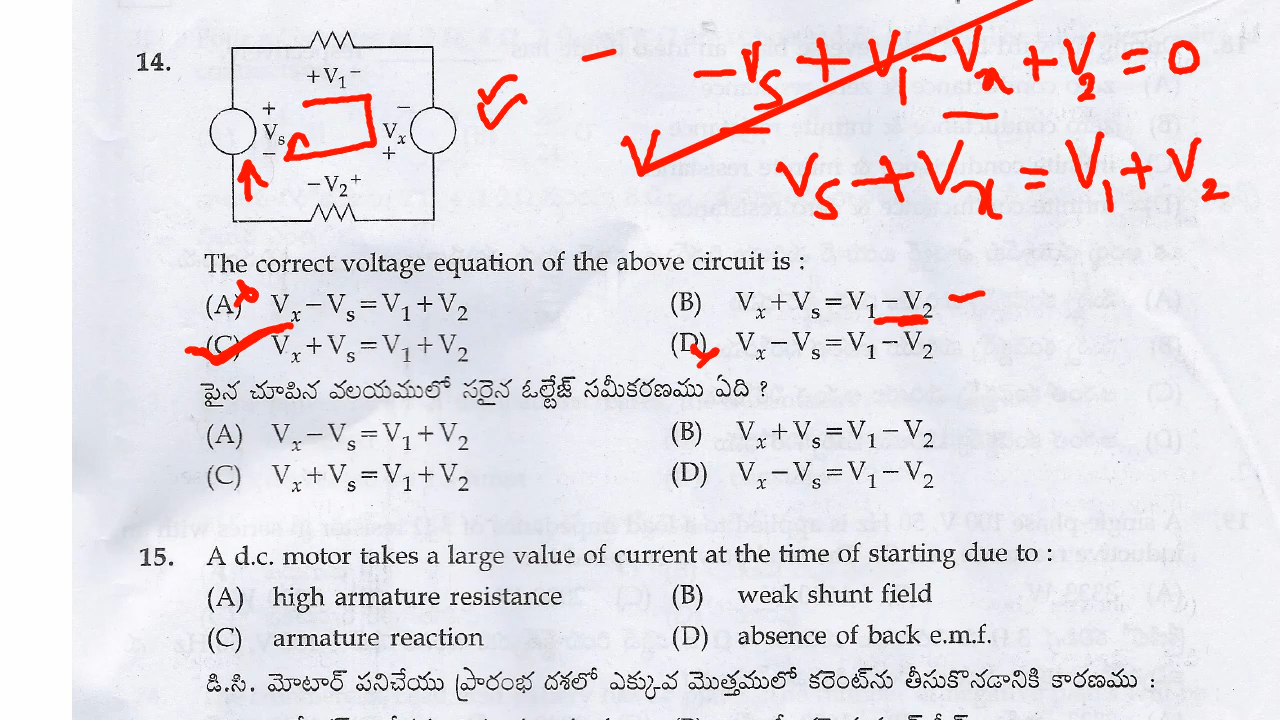 14.
+V₁−
+
Vₛ
−
−
Vₓ
+
−V₂+
−Vₛ + V₁ − Vₓ + V₂ = 0
Vₛ + Vₓ = V₁ + V₂
The correct voltage equation of the above circuit is :
(A) Vₓ − Vₛ = V₁ + V₂ (B) Vₓ + Vₛ = V₁ − V₂
(C) Vₓ + Vₛ = V₁ + V₂ (D) Vₓ − Vₛ = V₁ − V₂
పైన చూపిన వలయములో సరైన ఓల్టేజ్ సమీకరణము ఏది ?
(A) Vₓ − Vₛ = V₁ + V₂ (B) Vₓ + Vₛ = V₁ − V₂
(C) Vₓ + Vₛ = V₁ + V₂ (D) Vₓ − Vₛ = V₁ − V₂
15. A d.c. motor takes a large value of current at the time of starting due to :
(A) high armature resistance (B) weak shunt field
(C) armature reaction (D) absence of back e.m.f.
డి.సి. మోటార్ పనిచేయు ప్రారంభ దశలో ఎక్కువ మొత్తములో కరెంట్‌ను తీసుకొనడానికి కారణము :